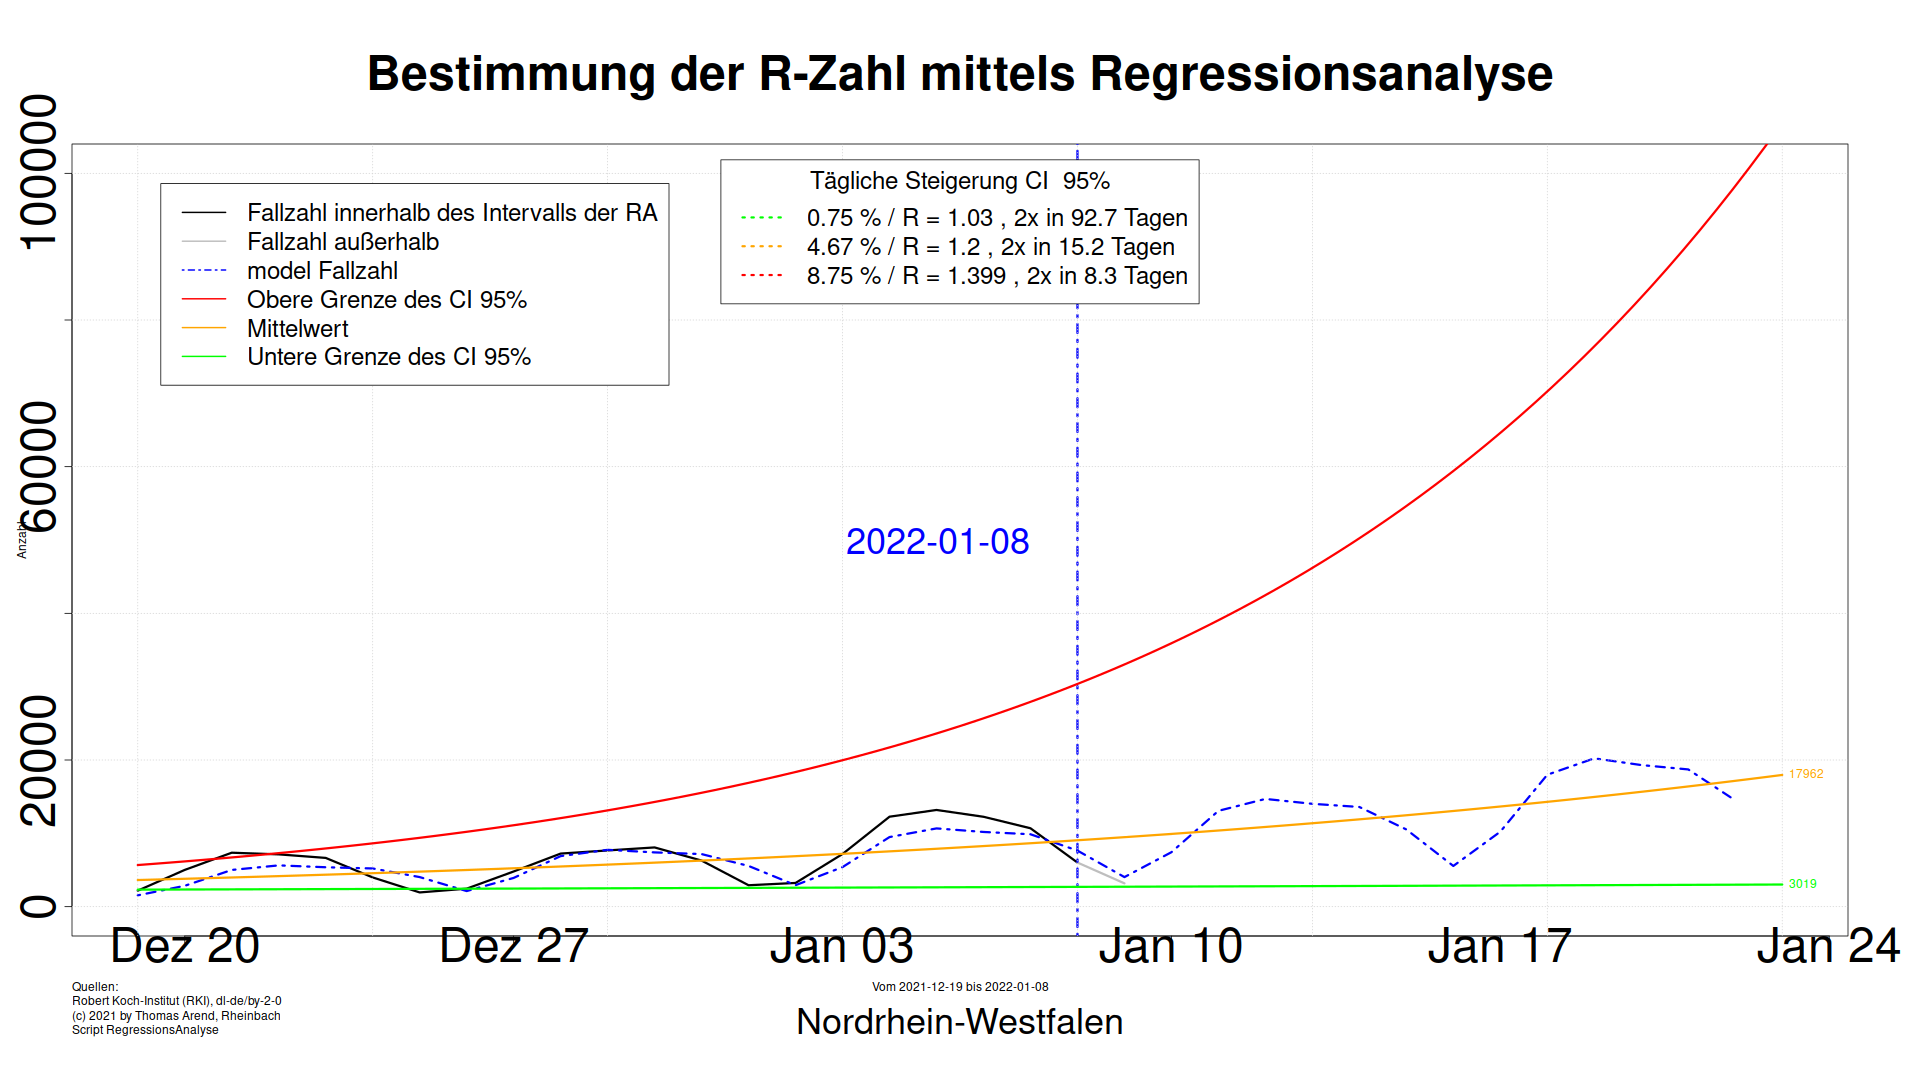 Bestimmung der R-Zahl mittels Regressionsanalyse
100000
60000
20000
0
Anzahl
Fallzahl innerhalb des Intervalls der RA
Fallzahl außerhalb
model Fallzahl
Obere Grenze des CI 95%
Mittelwert
Untere Grenze des CI 95%
Tägliche Steigerung CI 95%
0.75 % / R = 1.03 , 2x in 92.7 Tagen
4.67 % / R = 1.2 , 2x in 15.2 Tagen
8.75 % / R = 1.399 , 2x in 8.3 Tagen
2022-01-08
17962
3019
Dez 20 Dez 27 Jan 03 Jan 10 Jan 17 Jan 24
Quellen:
Robert Koch-Institut (RKI), dl-de/by-2-0
(c) 2021 by Thomas Arend, Rheinbach
Script RegressionsAnalyse
Vom 2021-12-19 bis 2022-01-08
Nordrhein-Westfalen